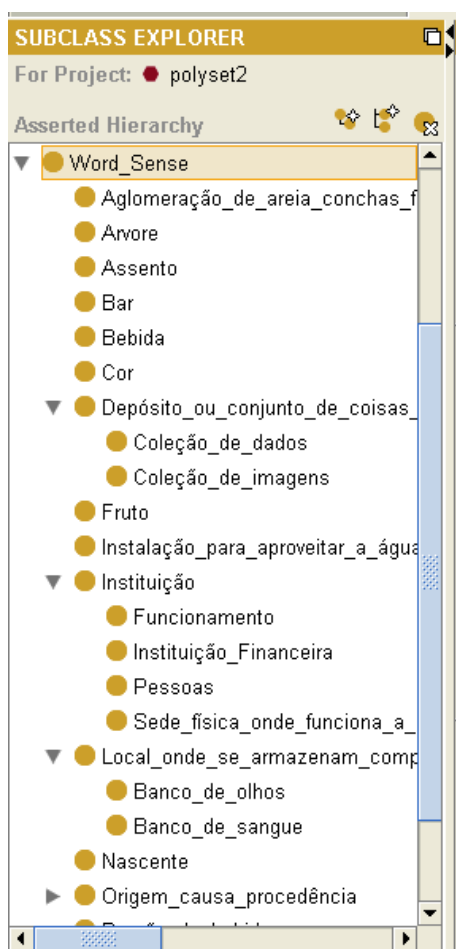 SUBCLASS EXPLORER
For Project: polyset2
Asserted Hierarchy
Word_Sense
Aglomeração_de_areia_conchas_f
Arvore
Assento
Bar
Bebida
Cor
Depósito_ou_conjunto_de_coisas_
Coleção_de_dados
Coleção_de_imagens
Fruto
Instalação_para_aproveitar_a_água
Instituição
Funcionamento
Instituição_Financeira
Pessoas
Sede_física_onde_funciona_a_
Local_onde_se_armazenam_comp
Banco_de_olhos
Banco_de_sangue
Nascente
Origem_causa_procedência